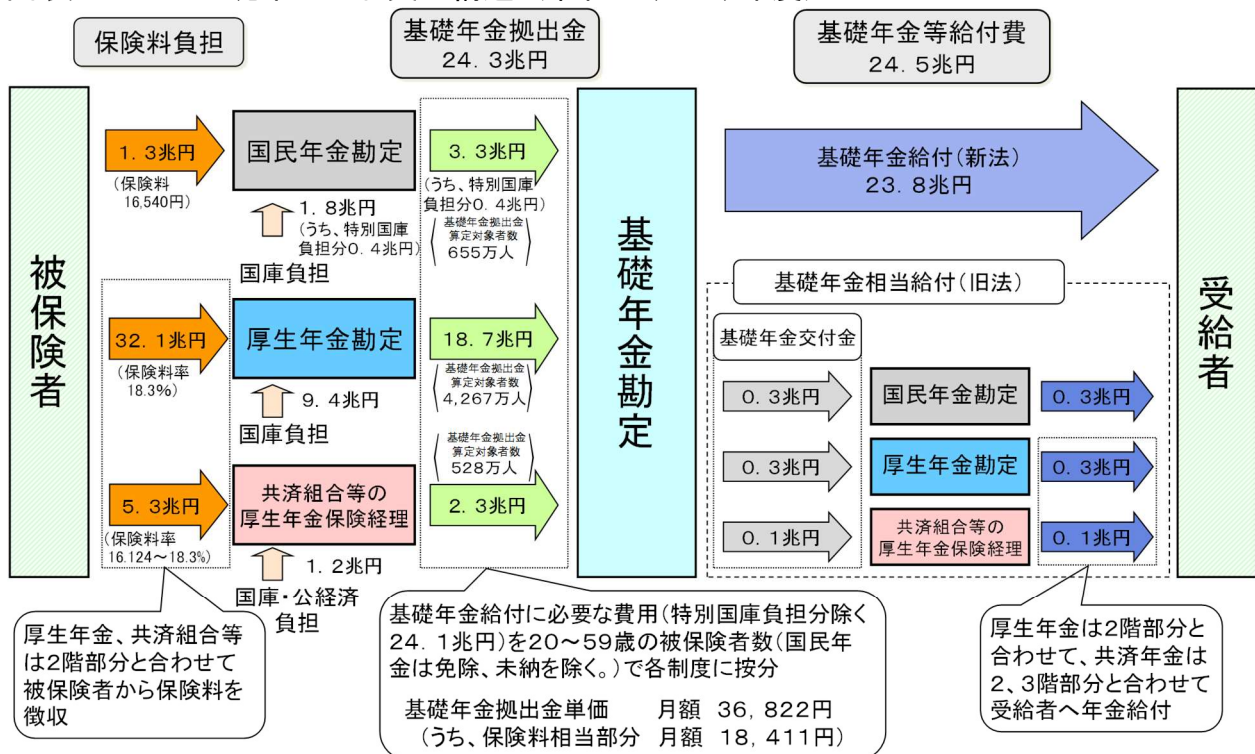 保険料負担
基礎年金拠出金
24.3兆円
基礎年金等給付費
24.5兆円
被保険者
1.3兆円
(保険料
16,540円)
国民年金勘定
1.8兆円
(うち、特別国庫
負担分0.4兆円)
国庫負担
3.3兆円
(うち、特別国庫
負担分0.4兆円)
基礎年金拠出金
算定対象者数
655万人
32.1兆円
(保険料率
18.3%)
厚生年金勘定
9.4兆円
国庫負担
18.7兆円
基礎年金拠出金
算定対象者数
4,267万人
5.3兆円
(保険料率
16.124～18.3%)
共済組合等の
厚生年金保険経理
1.2兆円
国庫・公経済
負担
基礎年金拠出金
算定対象者数
528万人
2.3兆円
基礎年金勘定
基礎年金給付(新法)
23.8兆円
基礎年金相当給付(旧法)
基礎年金交付金
0.3兆円
国民年金勘定
0.3兆円
0.3兆円
厚生年金勘定
0.3兆円
0.1兆円
共済組合等の
厚生年金保険経理
0.1兆円
受給者
厚生年金、共済組合等
は2階部分と合わせて
被保険者から保険料を
徴収
基礎年金給付に必要な費用(特別国庫負担分除く
24.1兆円)を20～59歳の被保険者数(国民年
金は免除、未納を除く。)で各制度に按分
基礎年金拠出金単価 月額 36,822円
(うち、保険料相当部分 月額 18,411円)
厚生年金は2階部分と
合わせて、共済年金は
2、3階部分と合わせて
受給者へ年金給付